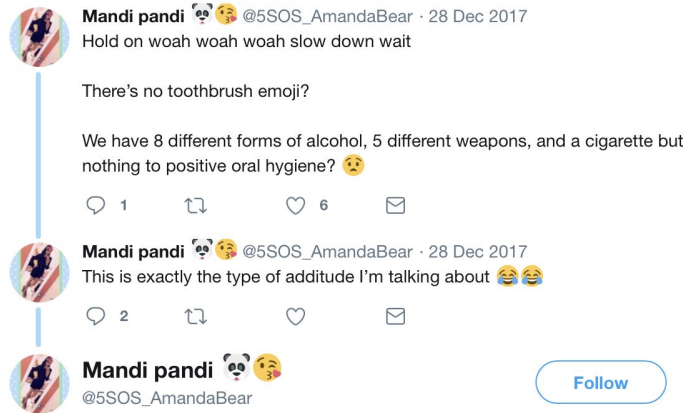 Mandi pandi 🐼😘 @5SOS_AmandaBear · 28 Dec 2017
Hold on woah woah woah slow down wait
There's no toothbrush emoji?
We have 8 different forms of alcohol, 5 different weapons, and a cigarette but
nothing to positive oral hygiene? 😟
1 6
Mandi pandi 🐼😘 @5SOS_AmandaBear · 28 Dec 2017
This is exactly the type of additude I'm talking about 😂😂
2
Mandi pandi 🐼😘
@5SOS_AmandaBear
Follow